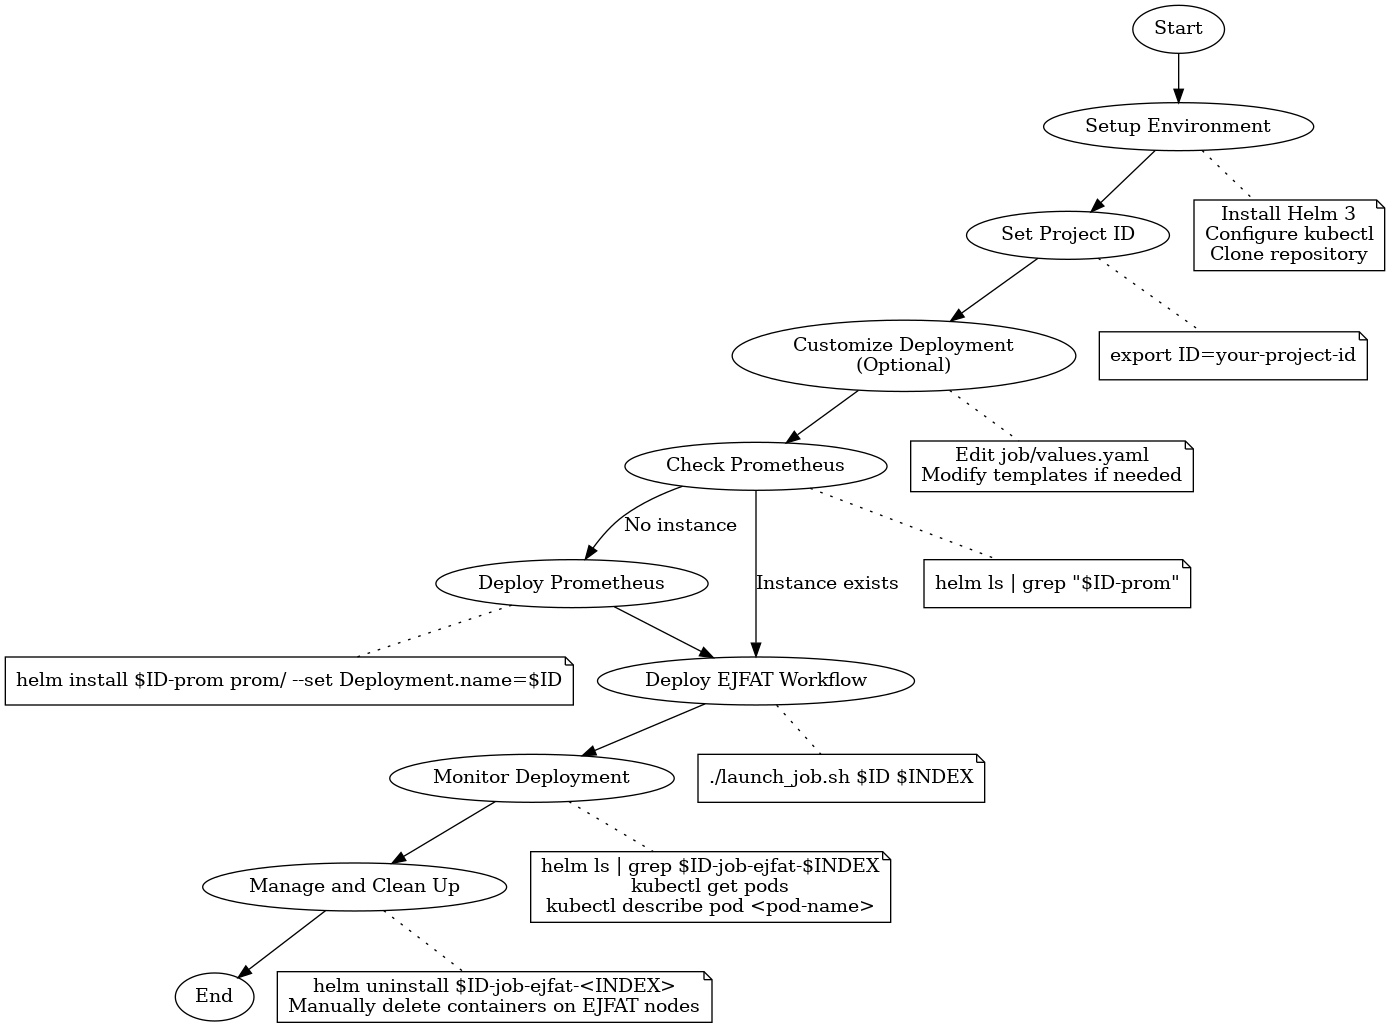 Start
Setup Environment
Install Helm 3
Configure kubectl
Clone repository
Set Project ID
export ID=your-project-id
Customize Deployment
(Optional)
Edit job/values.yaml
Modify templates if needed
Check Prometheus
No instance
Instance exists
helm ls | grep "$ID-prom"
Deploy Prometheus
helm install $ID-prom prom/ --set Deployment.name=$ID
Deploy EJFAT Workflow
./launch_job.sh $ID $INDEX
Monitor Deployment
helm ls | grep $ID-job-ejfat-$INDEX
kubectl get pods
kubectl describe pod <pod-name>
Manage and Clean Up
helm uninstall $ID-job-ejfat-<INDEX>
Manually delete containers on EJFAT nodes
End